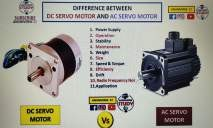 DIFFERENCE BETWEEN
DC SERVO MOTOR AND AC SERVO MOTOR
SUBSCRIBE
1. Power Supply
2. Operation
3. Stability
4. Maintenance
5. Weight
6. Size
7. Speed & Torque
8. Efficiency
9. Drift
10. Radio Frequency Noise
11. Application
STUDY
DC SERVO MOTOR
Vs
AC SERVO MOTOR